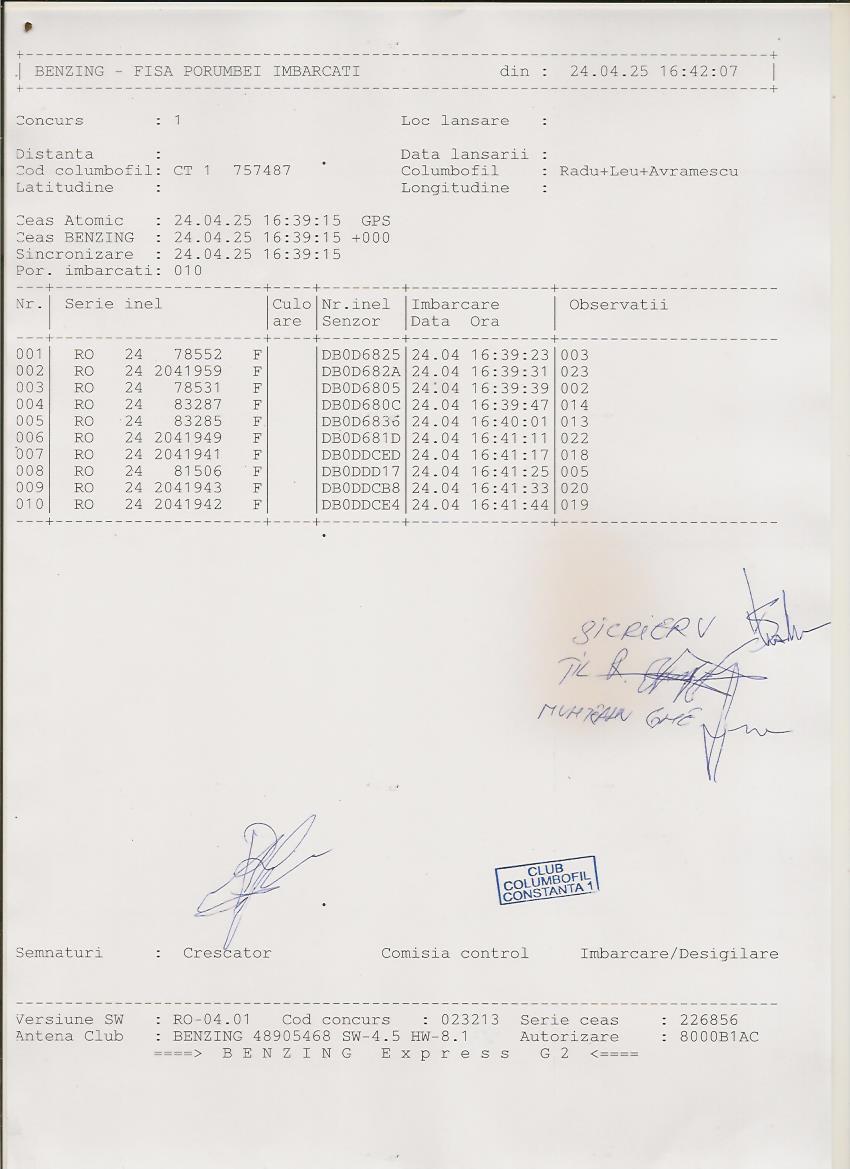 BENZING - FISA PORUMBEI IMBARCATI din : 24.04.25 16:42:07
Concurs : 1 Loc lansare :
Distanta : Data lansarii :
Cod columbofil: CT 1 757487 Columbofil : Radu+Leu+Avramescu
Latitudine : Longitudine :
Ceas Atomic : 24.04.25 16:39:15 GPS
Ceas BENZING : 24.04.25 16:39:15 +000
Sincronizare : 24.04.25 16:39:15
Por. imbarcati: 010
Nr. Serie inel Culo Nr.inel Imbarcare Observatii
are Senzor Data Ora
001 RO 24 78552 F DB0D6825 24.04 16:39:23 003
002 RO 24 2041959 F DB0D682A 24.04 16:39:31 023
003 RO 24 78531 F DB0D6805 24.04 16:39:39 002
004 RO 24 83287 F DB0D680C 24.04 16:39:47 014
005 RO 24 83285 F DB0D6836 24.04 16:40:01 013
006 RO 24 2041949 F DB0D681D 24.04 16:41:11 022
007 RO 24 2041941 F DB0DDCED 24.04 16:41:17 018
008 RO 24 81506 F DB0DDD17 24.04 16:41:25 005
009 RO 24 2041943 F DB0DDCB8 24.04 16:41:33 020
010 RO 24 2041942 F DB0DDCE4 24.04 16:41:44 019
CLUB
COLUMBOFIL
CONSTANTA 1
Semnaturi : Crescator Comisia control Imbarcare/Desigilare
Versiune SW : RO-04.01 Cod concurs : 023213 Serie ceas : 226856
Antena Club : BENZING 48905468 SW-4.5 HW-8.1 Autorizare : 8000B1AC
====> B E N Z I N G E x p r e s s G 2 <====